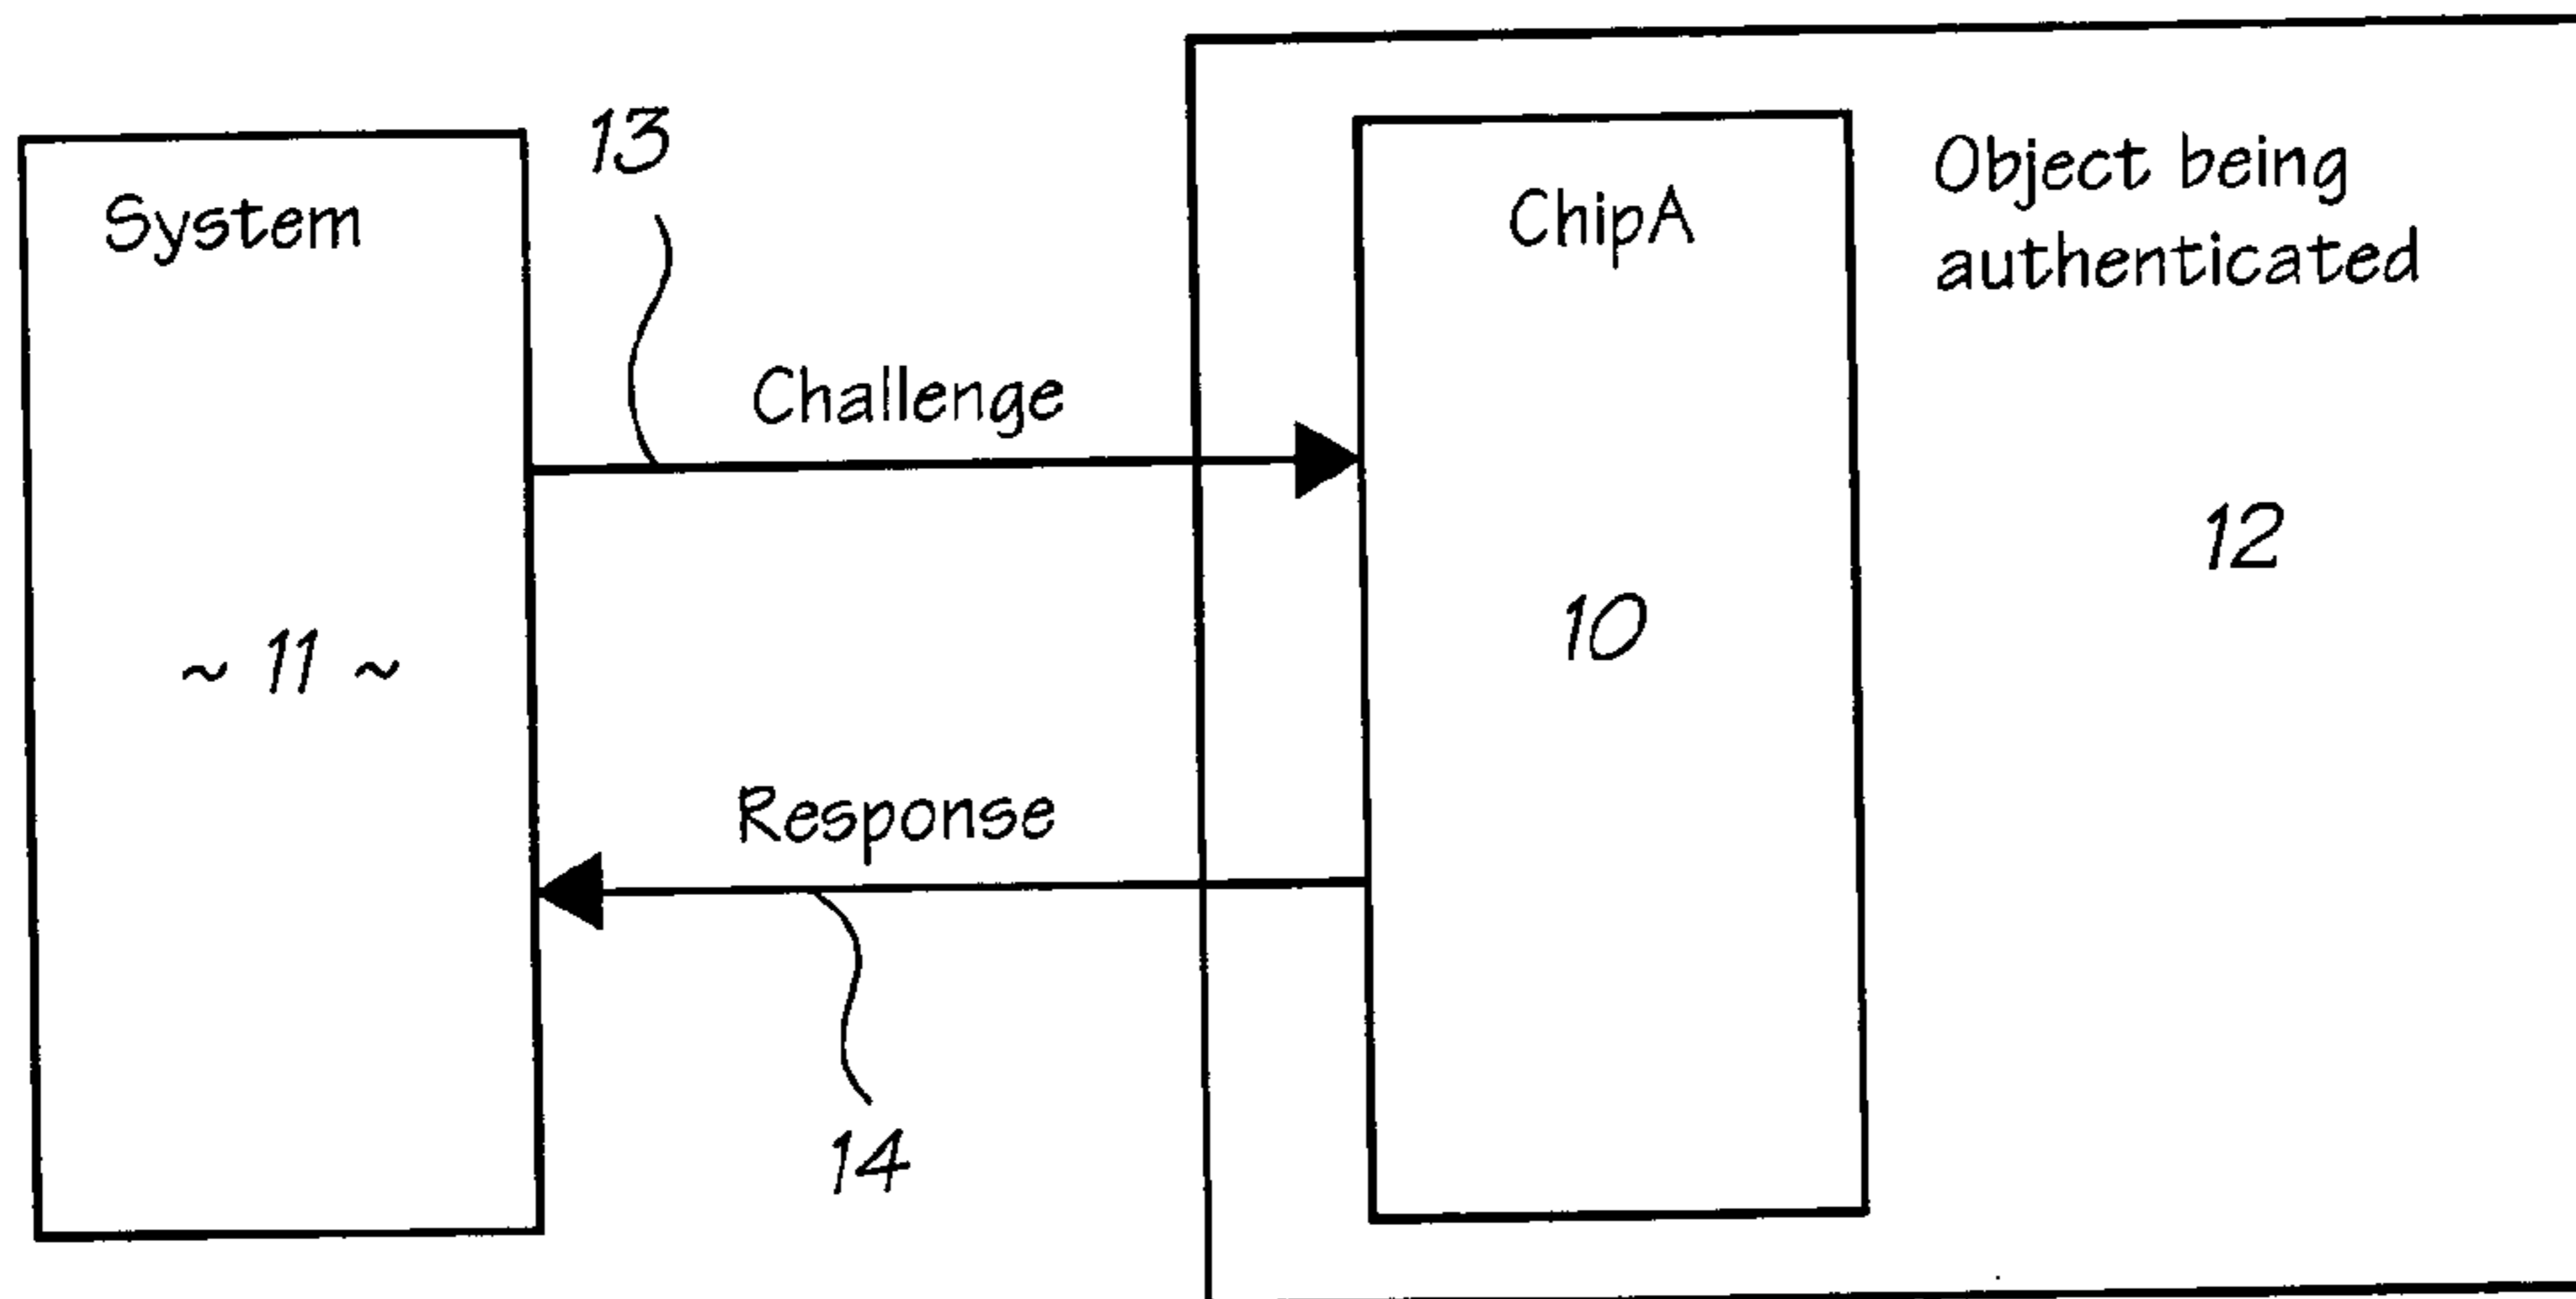 13
System
ChipA
Object being
authenticated
Challenge
12
10
~ 11 ~
Response
14